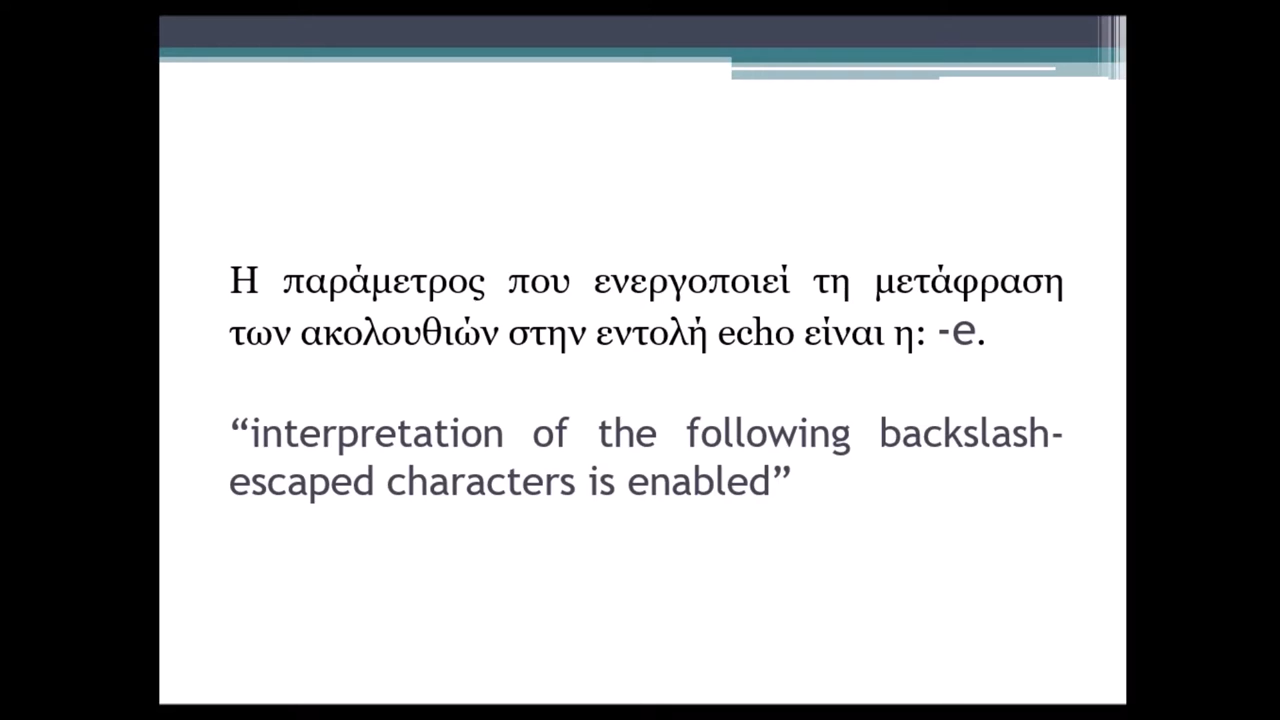 Η παράμετρος που ενεργοποιεί τη μετάφραση
των ακολουθιών στην εντολή echo είναι η: -e.
“interpretation of the following backslash-
escaped characters is enabled”